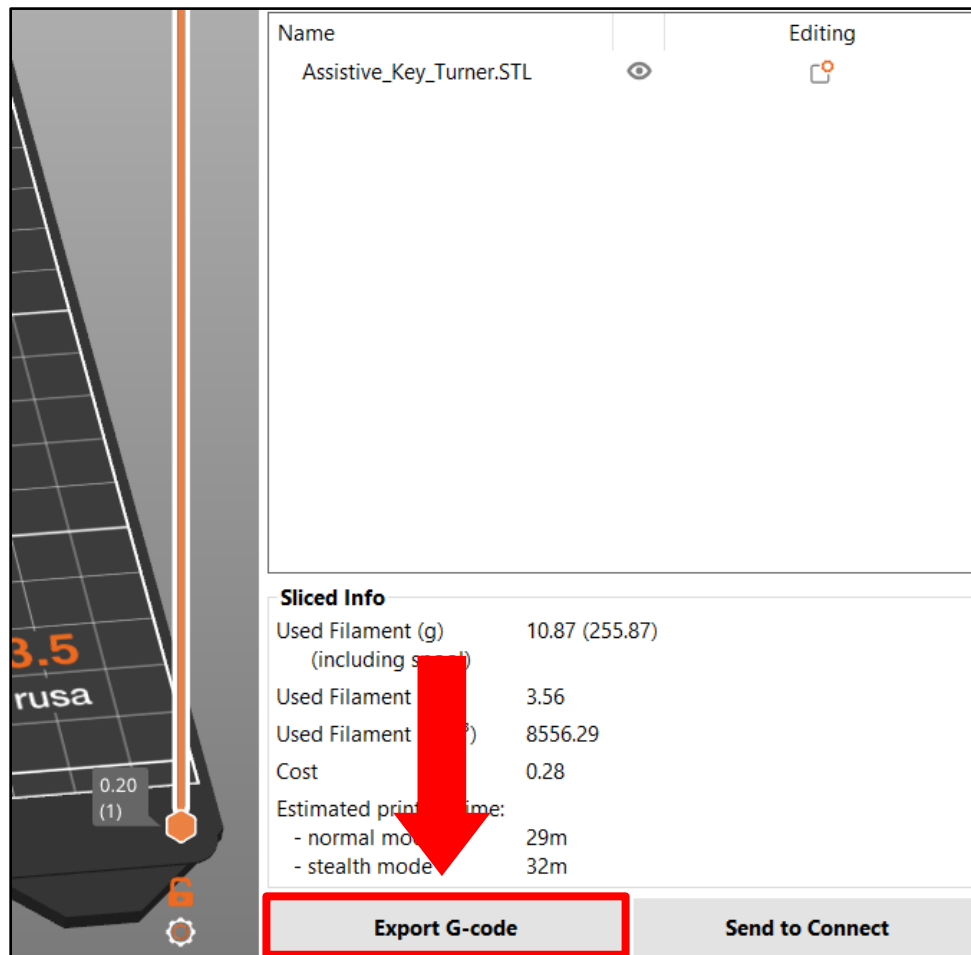 Name Editing
Assistive_Key_Turner.STL
Sliced Info
Used Filament (g) 10.87 (255.87)
(including
Used Filament 3.56
Used Filament 8556.29
Cost 0.28
Estimated time:
- normal 29m
- stealth mode 32m
3.5
rusa
0.20
(1)
Export G-code Send to Connect